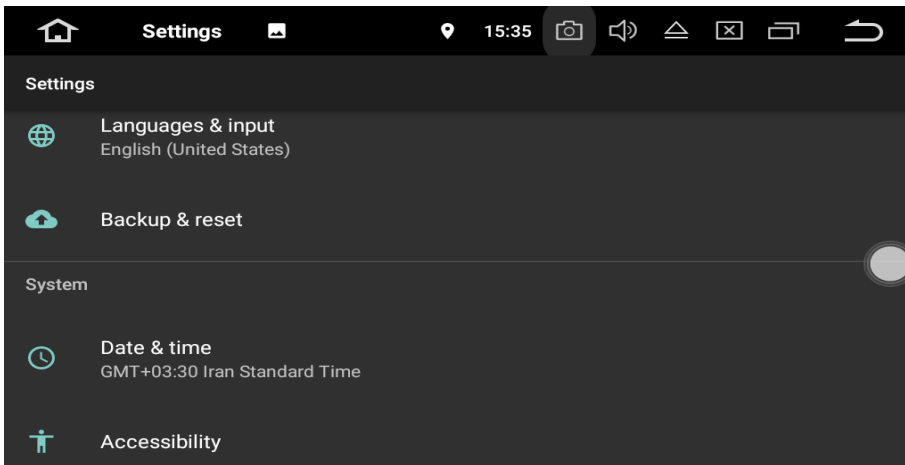 Settings
15:35
Settings
Languages & input
English (United States)
Backup & reset
System
Date & time
GMT+03:30 Iran Standard Time
Accessibility